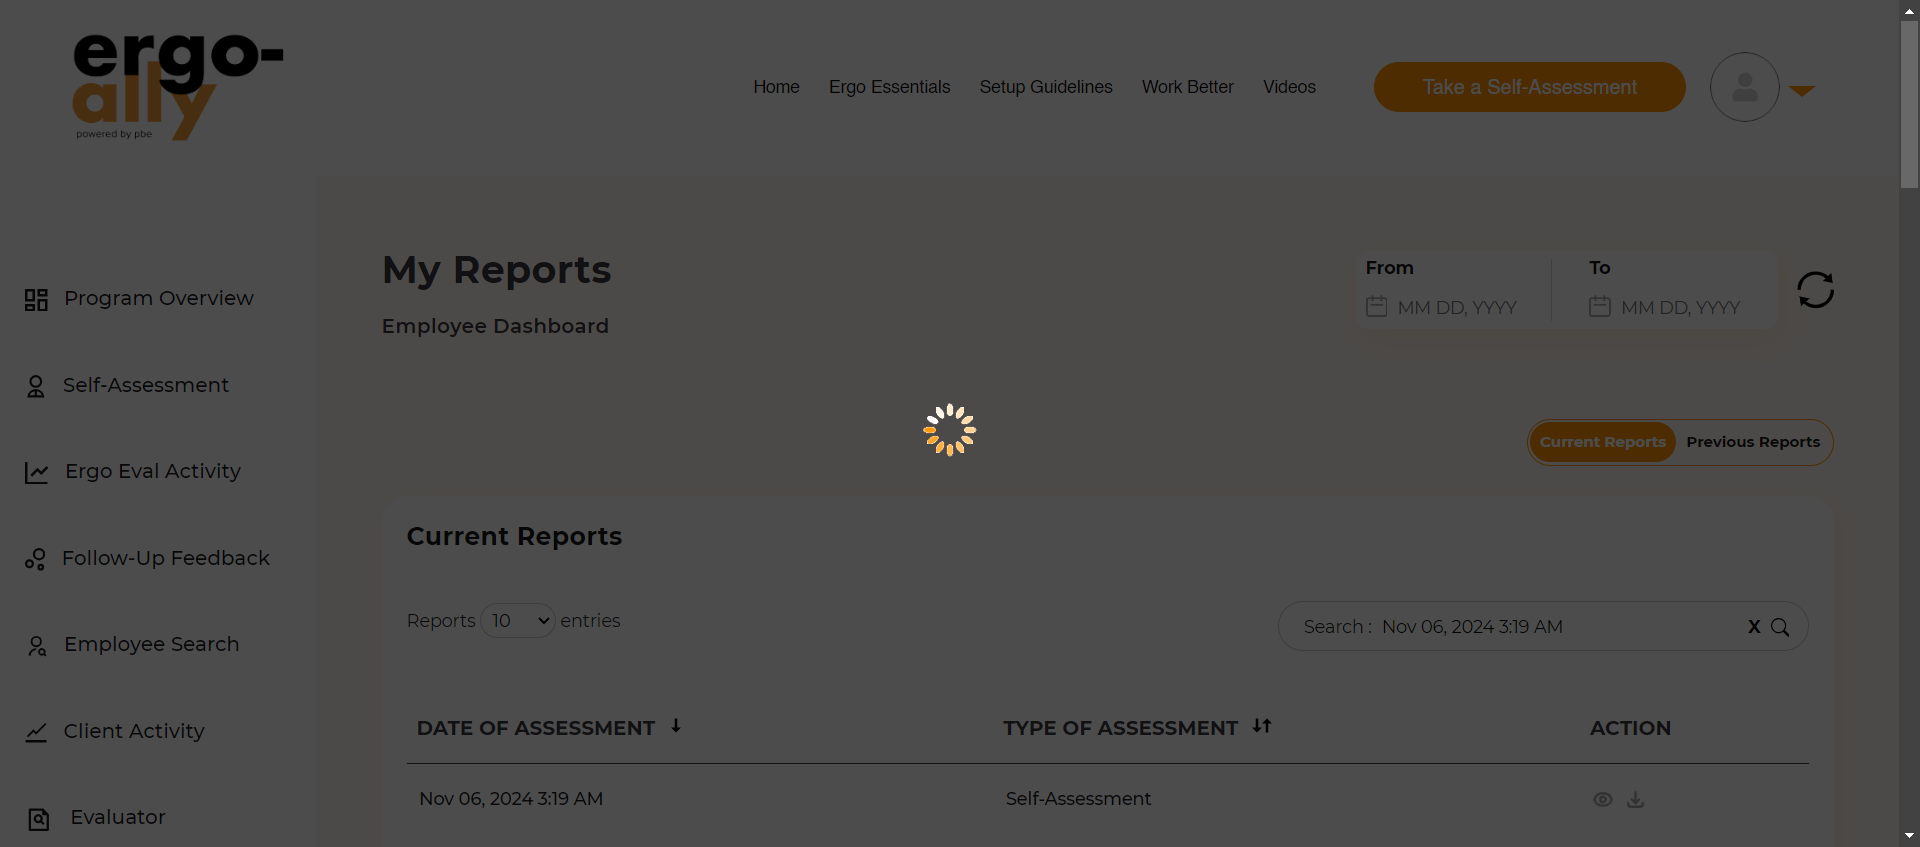 ergo-
ally
powered by pbe
Home Ergo Essentials Setup Guidelines Work Better Videos Take a Self-Assessment
Program Overview
Self-Assessment
Ergo Eval Activity
Follow-Up Feedback
Employee Search
Client Activity
Evaluator
My Reports
Employee Dashboard
From To
MM DD, YYYY MM DD, YYYY
Current Reports Previous Reports
Current Reports
Reports 10 entries
Search : Nov 06, 2024 3:19 AM X
DATE OF ASSESSMENT TYPE OF ASSESSMENT ACTION
Nov 06, 2024 3:19 AM Self-Assessment